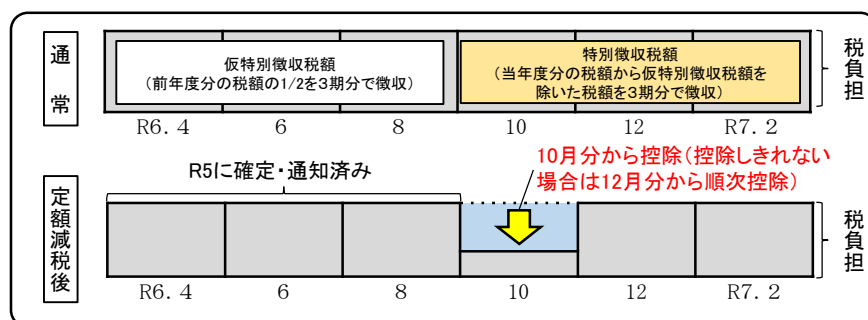 通常
仮特別徴収税額
(前年度分の税額の1/2を3期分で徴収)
特別徴収税額
(当年度分の税額から仮特別徴収税額を
除いた税額を3期分で徴収)
税負担
R6.4 6 8 10 12 R7.2
R5に確定・通知済み
10月分から控除(控除しきれない
場合は12月分から順次控除)
定額減税後
税負担
R6.4 6 8 10 12 R7.2